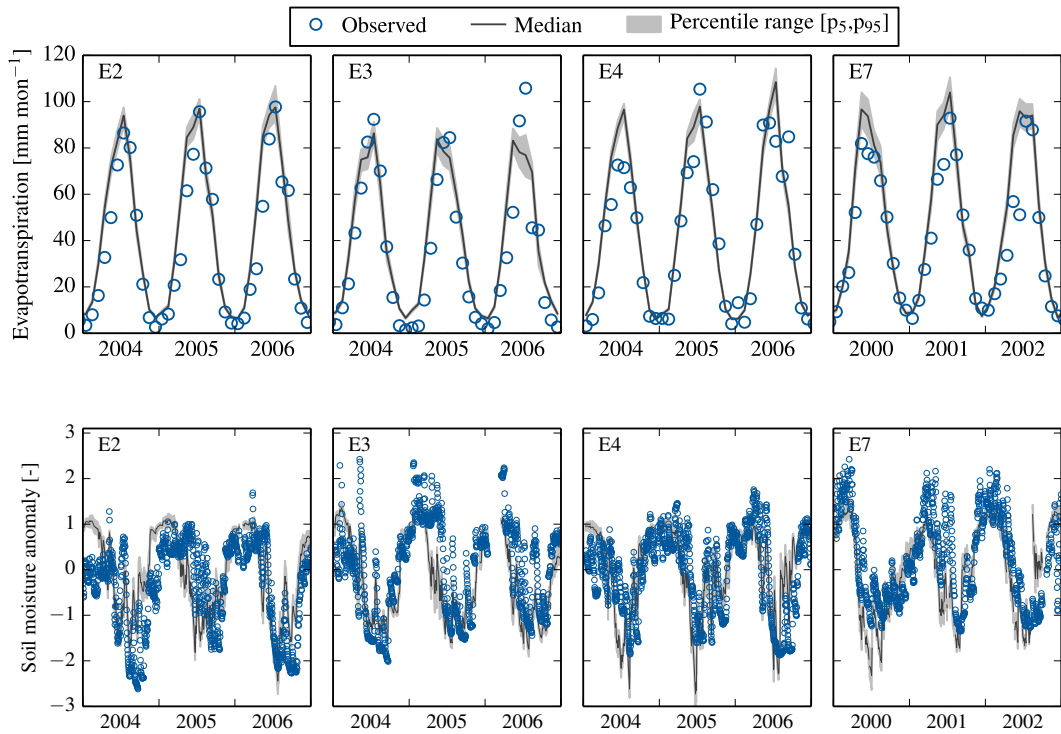 Observed Median Percentile range [p₅,p₉₅]
Evapotranspiration [mm mon⁻¹]
120
100
80
60
40
20
0
E2 E3 E4 E7
2004 2005 2006 2004 2005 2006 2004 2005 2006 2000 2001 2002
Soil moisture anomaly [-]
3
2
1
0
−1
−2
−3
E2 E3 E4 E7
2004 2005 2006 2004 2005 2006 2004 2005 2006 2000 2001 2002